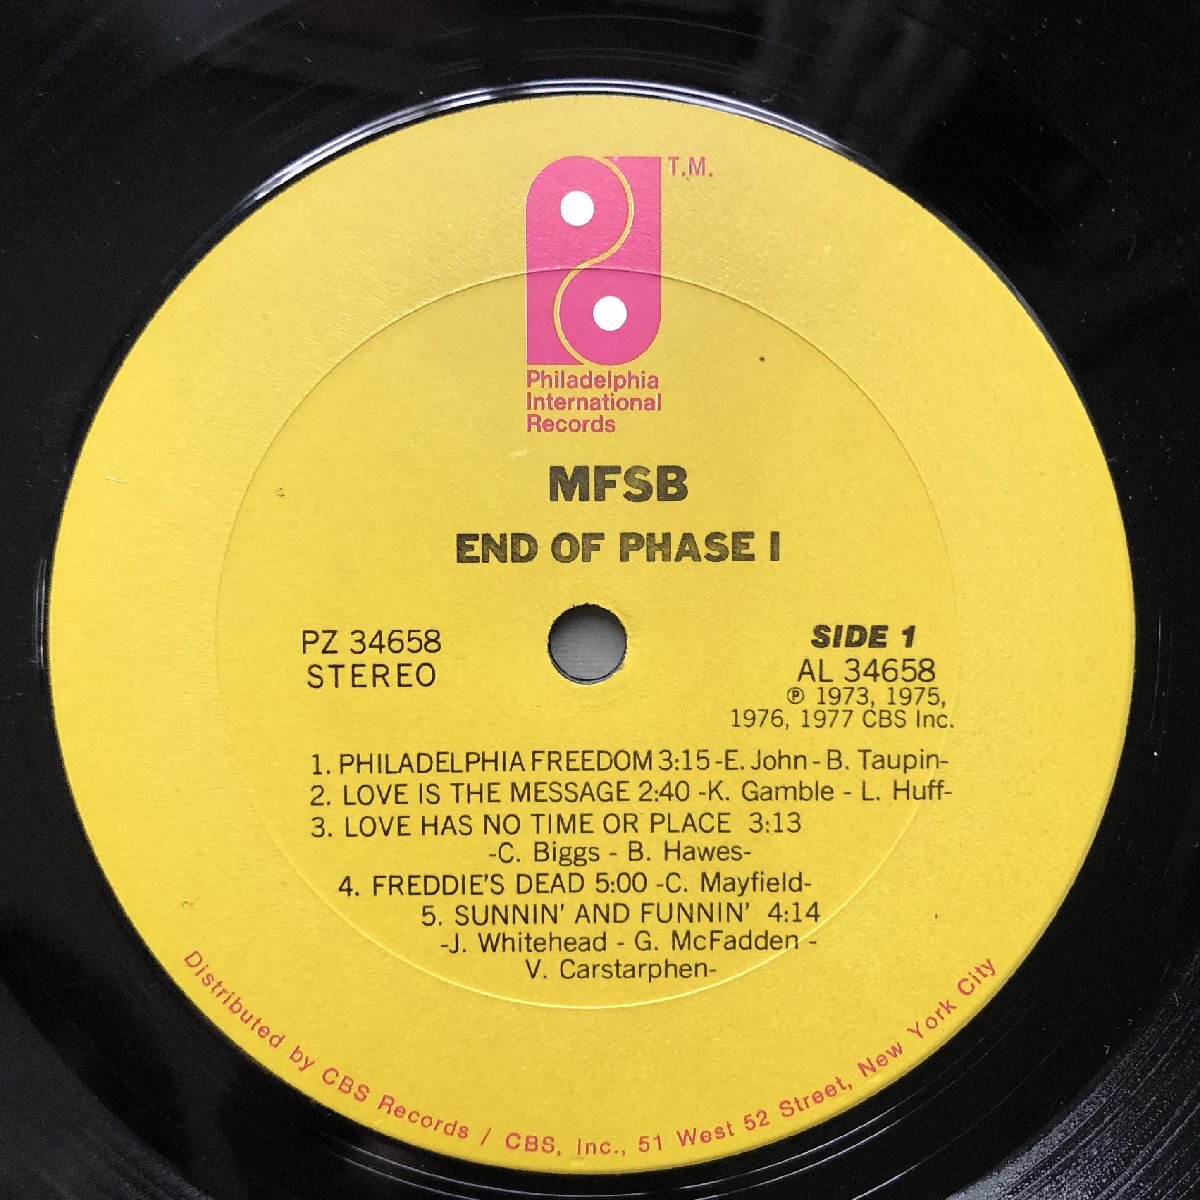 T.M.
Philadelphia
International
Records
MFSB
END OF PHASE I
PZ 34658
STEREO
SIDE 1
AL 34658
℗ 1973, 1975,
1976, 1977 CBS Inc.
1. PHILADELPHIA FREEDOM 3:15 -E. John - B. Taupin-
2. LOVE IS THE MESSAGE 2:40 -K. Gamble - L. Huff-
3. LOVE HAS NO TIME OR PLACE 3:13
-C. Biggs - B. Hawes-
4. FREDDIE'S DEAD 5:00 -C. Mayfield-
5. SUNNIN' AND FUNNIN' 4:14
-J. Whitehead - G. McFadden -
V. Carstarphen-
Distributed by CBS Records / CBS, Inc., 51 West 52 Street, New York City